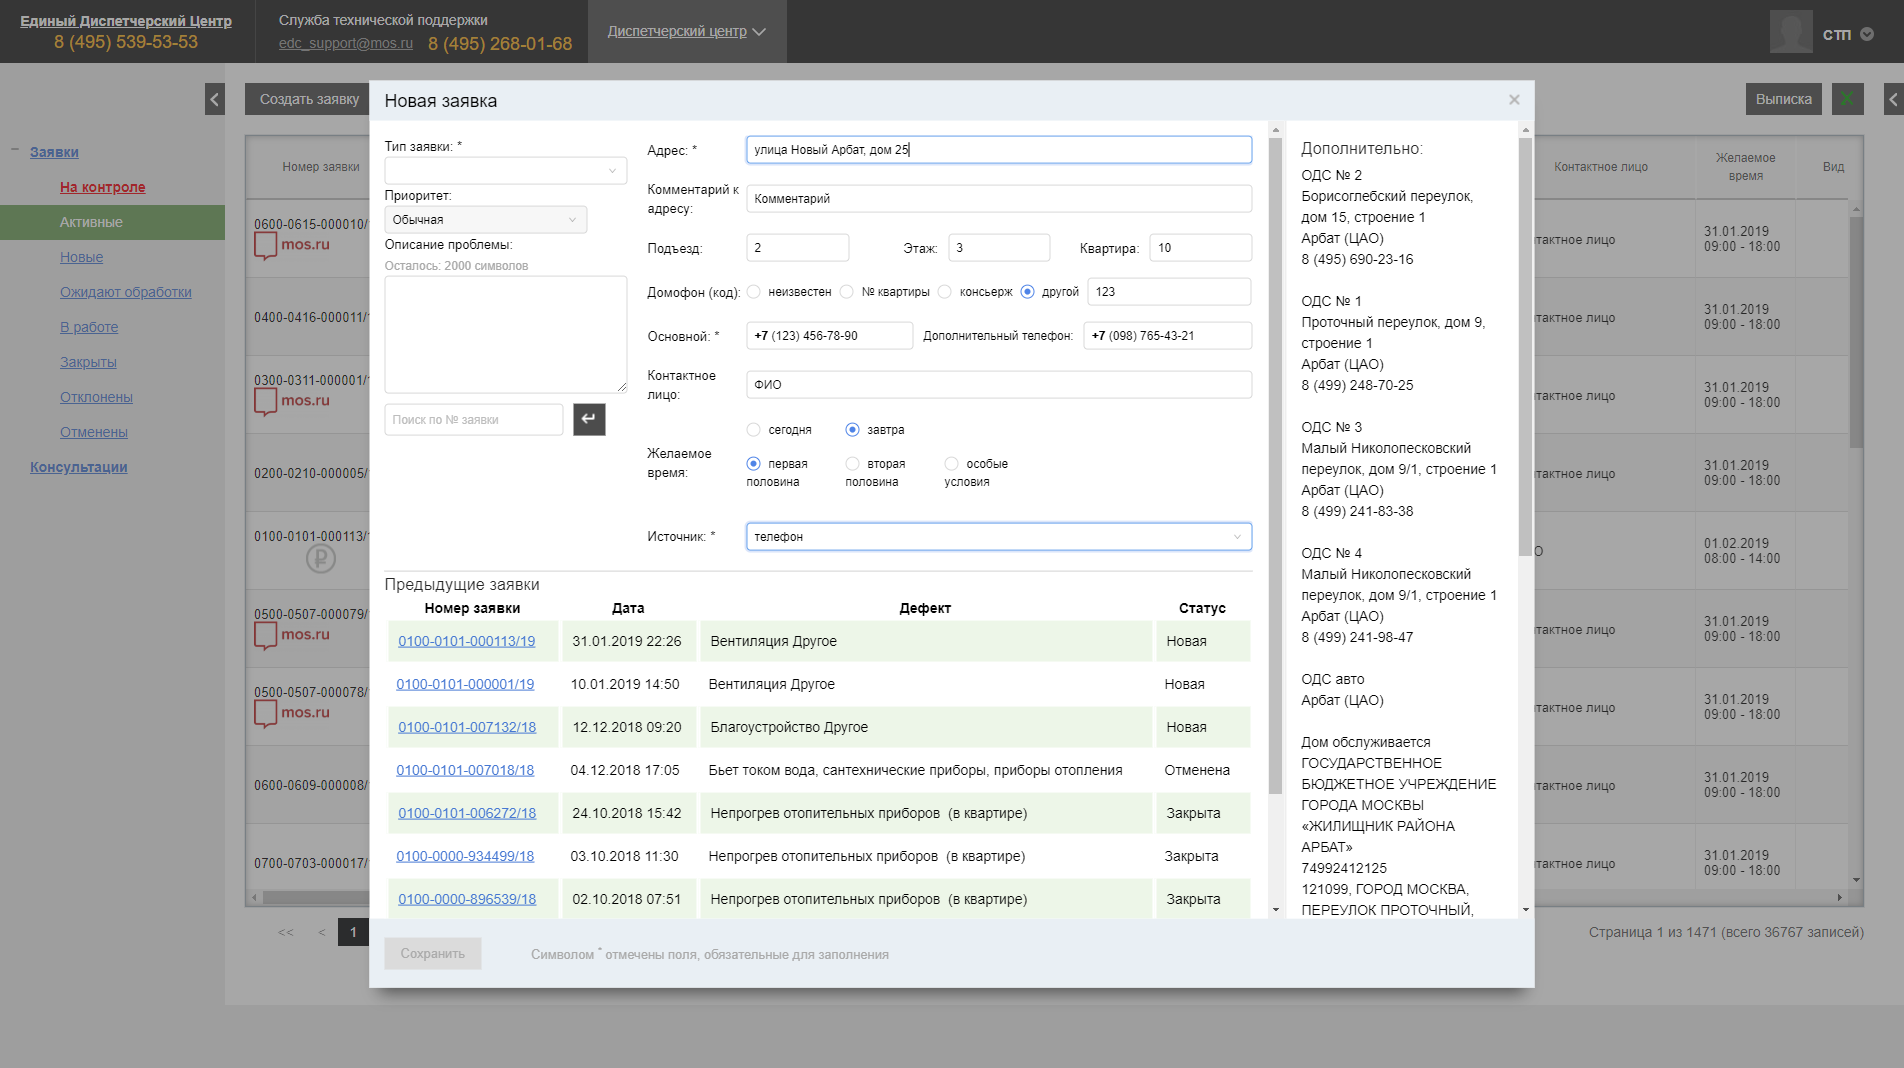 Единый Диспетчерский Центр
8 (495) 539-53-53
Служба технической поддержки
edc_support@mos.ru 8 (495) 268-01-68
Диспетчерский центр
СТП
Создать заявку
Выписка
Заявки
На контроле
Активные
Новые
Ожидают обработки
В работе
Закрыты
Отклонены
Отменены
Консультации
Номер заявки
0600-0615-000010/
mos.ru
0400-0416-000011/
0300-0311-000001/
mos.ru
0200-0210-000005/
0100-0101-000113/
0500-0507-000079/
mos.ru
0500-0507-000078/
mos.ru
0600-0609-000008/
0700-0703-000017/
<< < 1
Новая заявка
Тип заявки: *
Приоритет:
Обычная
Описание проблемы:
Осталось: 2000 символов
Поиск по № заявки
Адрес: * улица Новый Арбат, дом 25
Комментарий к
адресу:
Комментарий
Подъезд: 2 Этаж: 3 Квартира: 10
Домофон (код): неизвестен № квартиры консьерж другой 123
Основной: * +7 (123) 456-78-90 Дополнительный телефон: +7 (098) 765-43-21
Контактное
лицо:
ФИО
сегодня завтра
Желаемое
время:
первая
половина
вторая
половина
особые
условия
Источник: * телефон
Предыдущие заявки
Номер заявки Дата Дефект Статус
0100-0101-000113/19 31.01.2019 22:26 Вентиляция Другое Новая
0100-0101-000001/19 10.01.2019 14:50 Вентиляция Другое Новая
0100-0101-007132/18 12.12.2018 09:20 Благоустройство Другое Новая
0100-0101-007018/18 04.12.2018 17:05 Бьет током вода, сантехнические приборы, приборы отопления Отменена
0100-0101-006272/18 24.10.2018 15:42 Непрогрев отопительных приборов (в квартире) Закрыта
0100-0000-934499/18 03.10.2018 11:30 Непрогрев отопительных приборов (в квартире) Закрыта
0100-0000-896539/18 02.10.2018 07:51 Непрогрев отопительных приборов (в квартире) Закрыта
Сохранить
Символом * отмечены поля, обязательные для заполнения
Дополнительно:
ОДС № 2
Борисоглебский переулок,
дом 15, строение 1
Арбат (ЦАО)
8 (495) 690-23-16
ОДС № 1
Проточный переулок, дом 9,
строение 1
Арбат (ЦАО)
8 (499) 248-70-25
ОДС № 3
Малый Николопесковский
переулок, дом 9/1, строение 1
Арбат (ЦАО)
8 (499) 241-83-38
ОДС № 4
Малый Николопесковский
переулок, дом 9/1, строение 1
Арбат (ЦАО)
8 (499) 241-98-47
ОДС авто
Арбат (ЦАО)
Дом обслуживается
ГОСУДАРСТВЕННОЕ
БЮДЖЕТНОЕ УЧРЕЖДЕНИЕ
ГОРОДА МОСКВЫ
«ЖИЛИЩНИК РАЙОНА
АРБАТ»
74992412125
121099, ГОРОД МОСКВА,
ПЕРЕУЛОК ПРОТОЧНЫЙ,
Контактное лицо
Желаемое
время
Вид
тактное лицо
31.01.2019
09:00 - 18:00
тактное лицо
31.01.2019
09:00 - 18:00
тактное лицо
31.01.2019
09:00 - 18:00
тактное лицо
31.01.2019
09:00 - 18:00
О
01.02.2019
08:00 - 14:00
тактное лицо
31.01.2019
09:00 - 18:00
тактное лицо
31.01.2019
09:00 - 18:00
тактное лицо
31.01.2019
09:00 - 18:00
тактное лицо
31.01.2019
09:00 - 18:00
Страница 1 из 1471 (всего 36767 записей)